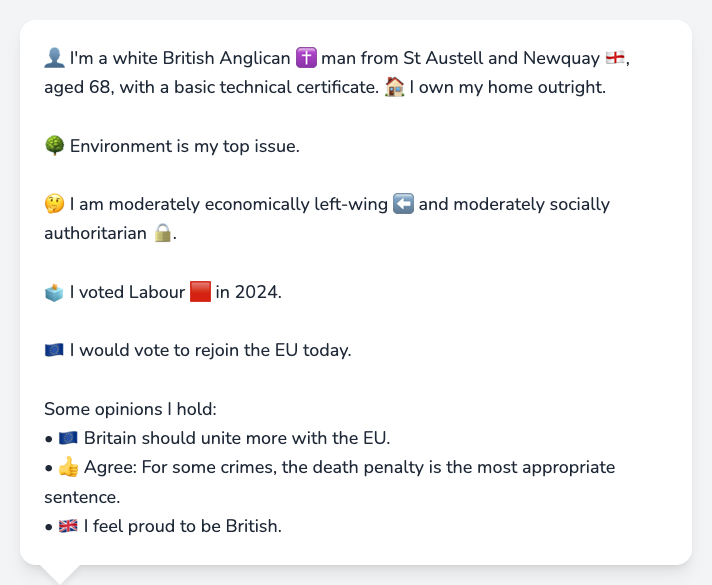 👤 I'm a white British Anglican ✝️ man from St Austell and Newquay 🏴󠁧󠁢󠁥󠁮󠁧󠁿,
aged 68, with a basic technical certificate. 🏠 I own my home outright.
🌳 Environment is my top issue.
🤔 I am moderately economically left-wing ⬅️ and moderately socially
authoritarian 🔒.
🗳️ I voted Labour 🟥 in 2024.
🇪🇺 I would vote to rejoin the EU today.
Some opinions I hold:
• 🇪🇺 Britain should unite more with the EU.
• 👍 Agree: For some crimes, the death penalty is the most appropriate
sentence.
• 🇬🇧 I feel proud to be British.